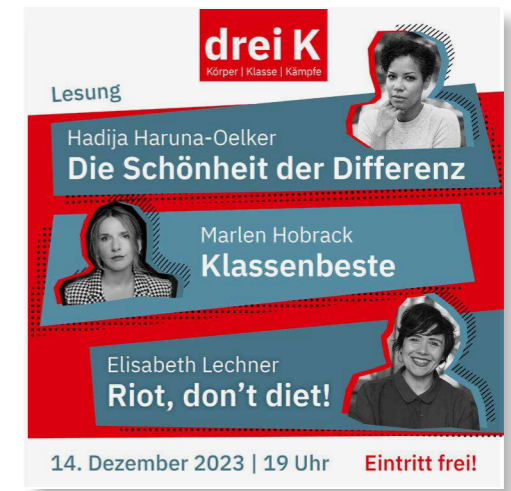 drei K
Körper | Klasse | Kämpfe
Lesung
Hadija Haruna-Oelker
Die Schönheit der Differenz
Marlen Hobrack
Klassenbeste
Elisabeth Lechner
Riot, don't diet!
14. Dezember 2023 | 19 Uhr Eintritt frei!